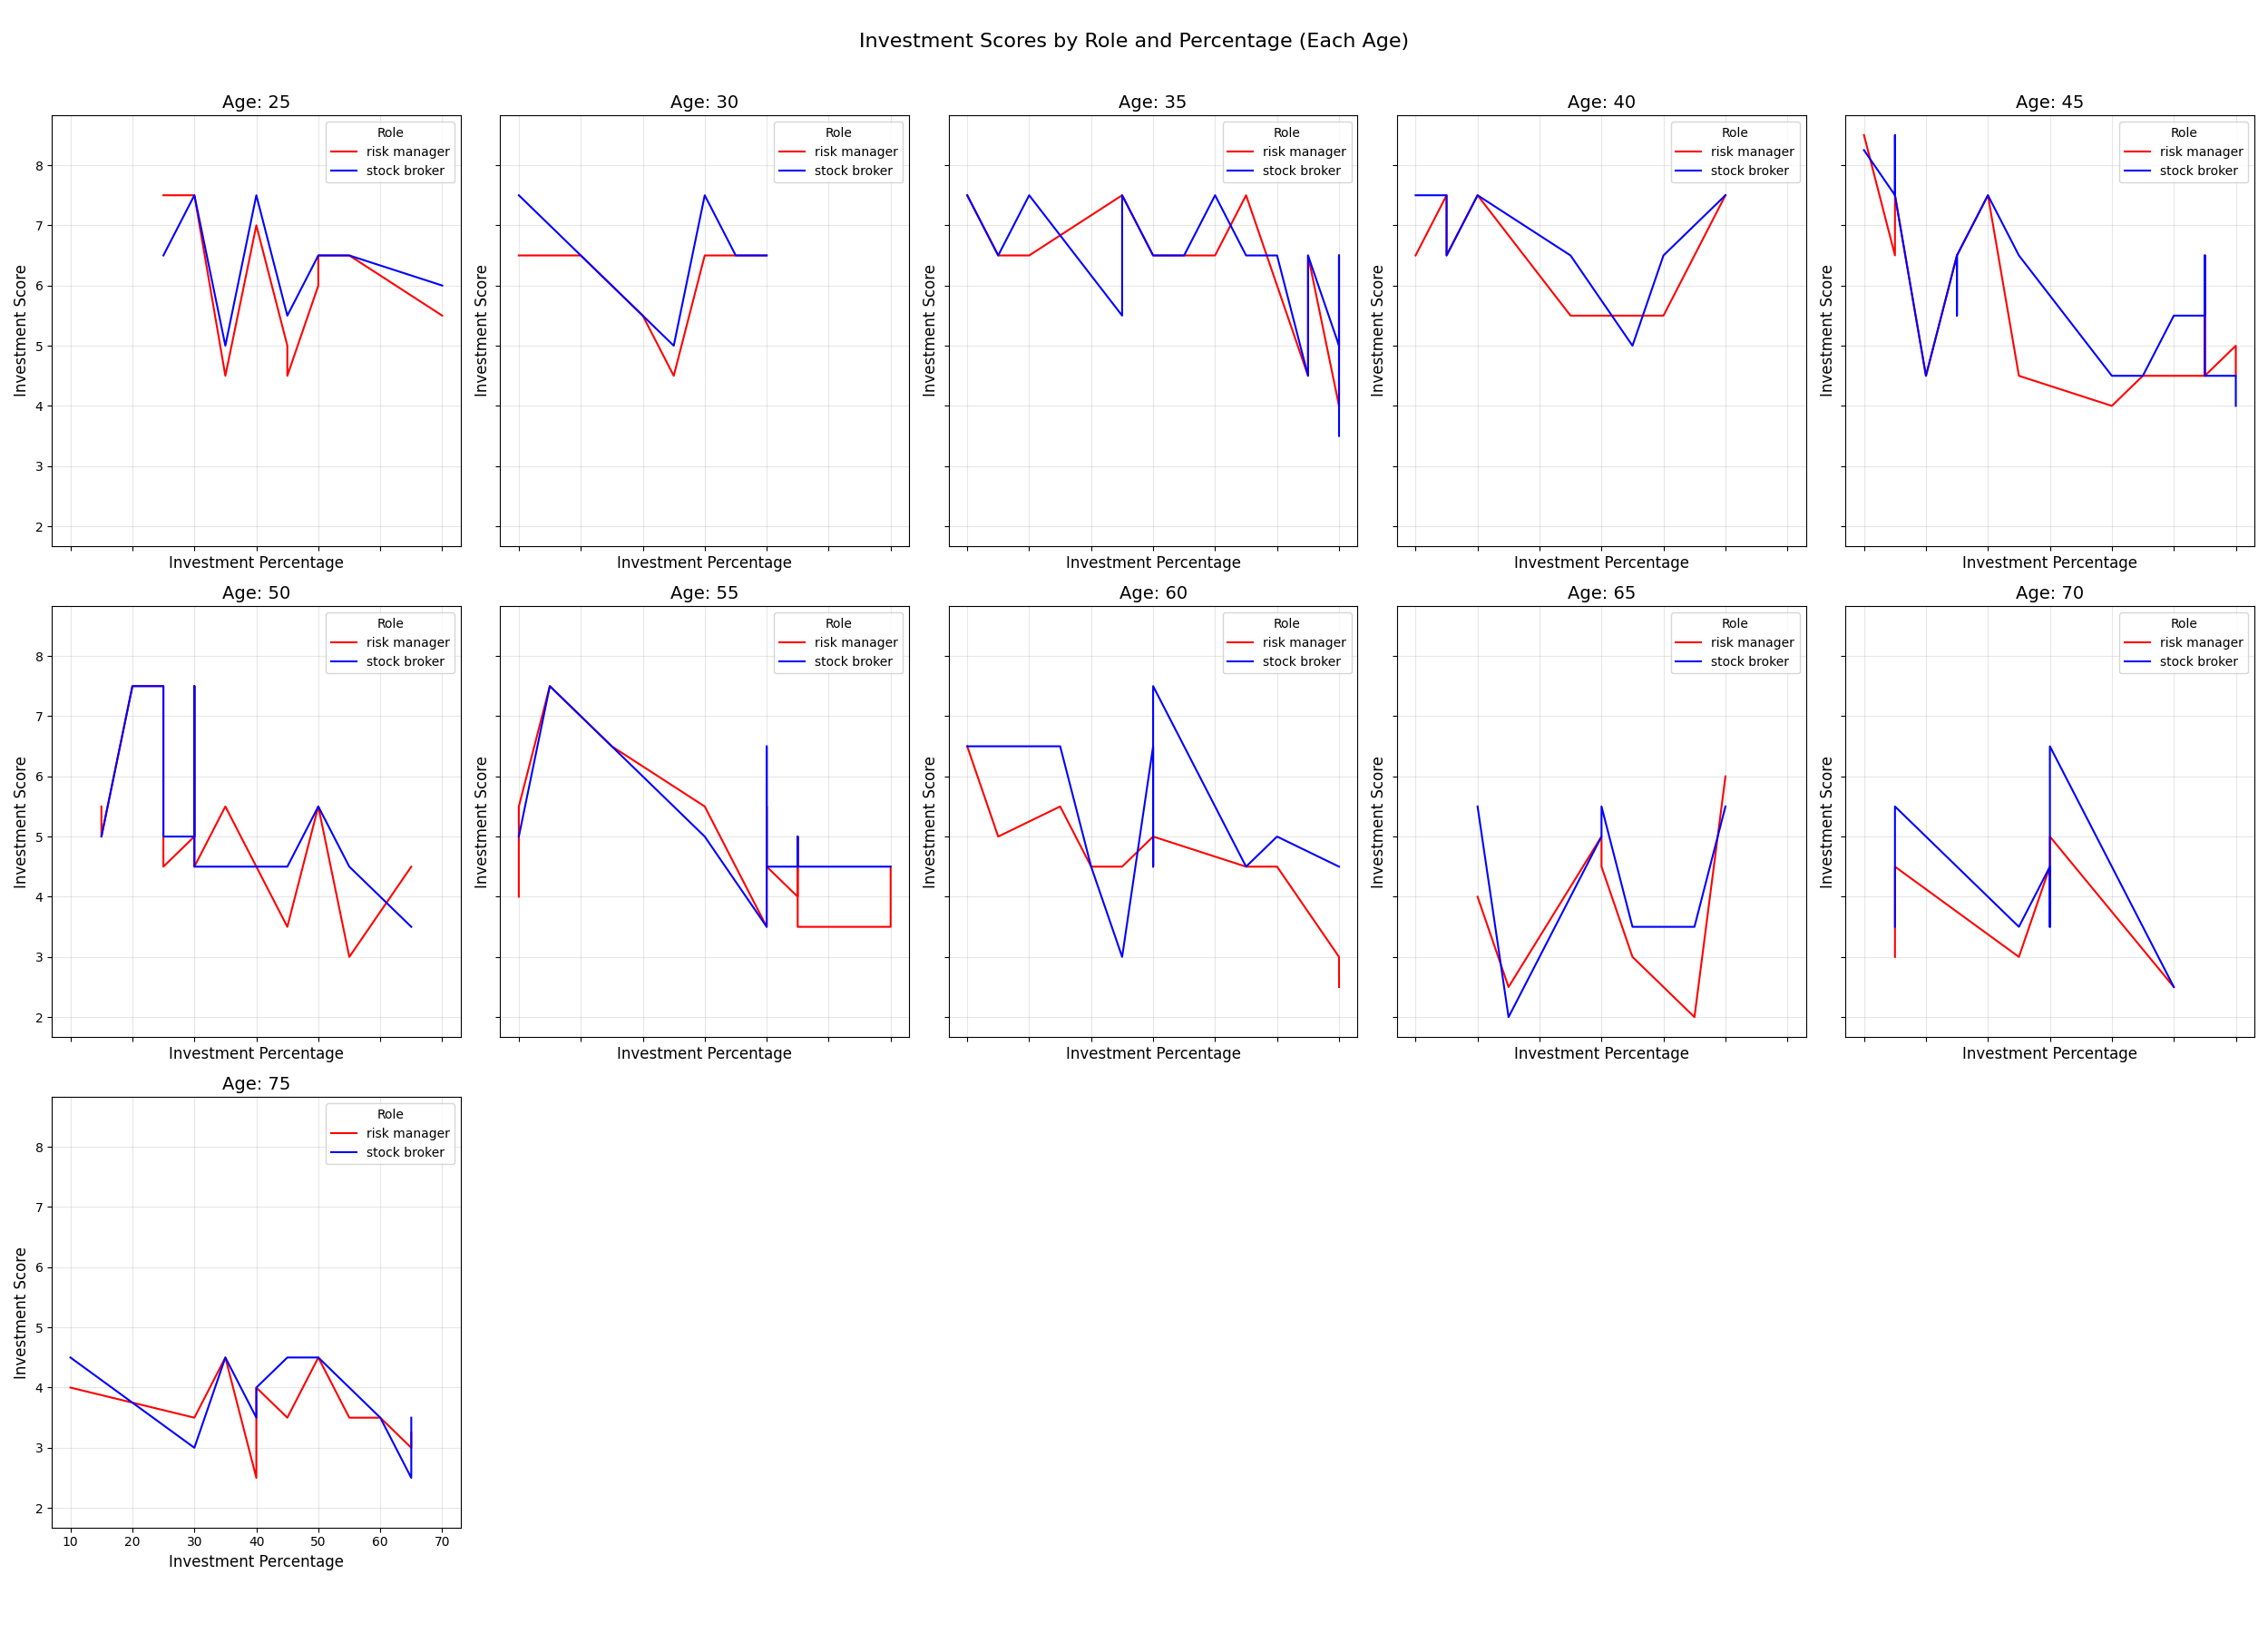 Investment Scores by Role and Percentage (Each Age)
Age: 25
Role
risk manager
stock broker
8
7
6
5
4
3
2
Investment Score
Investment Percentage
Age: 30
Role
risk manager
stock broker
Investment Score
Investment Percentage
Age: 35
Role
risk manager
stock broker
Investment Score
Investment Percentage
Age: 40
Role
risk manager
stock broker
Investment Score
Investment Percentage
Age: 45
Role
risk manager
stock broker
Investment Score
Investment Percentage
Age: 50
Role
risk manager
stock broker
8
7
6
5
4
3
2
Investment Score
Investment Percentage
Age: 55
Role
risk manager
stock broker
Investment Score
Investment Percentage
Age: 60
Role
risk manager
stock broker
Investment Score
Investment Percentage
Age: 65
Role
risk manager
stock broker
Investment Score
Investment Percentage
Age: 70
Role
risk manager
stock broker
Investment Score
Investment Percentage
Age: 75
Role
risk manager
stock broker
8
7
6
5
4
3
2
Investment Score
10 20 30 40 50 60 70
Investment Percentage